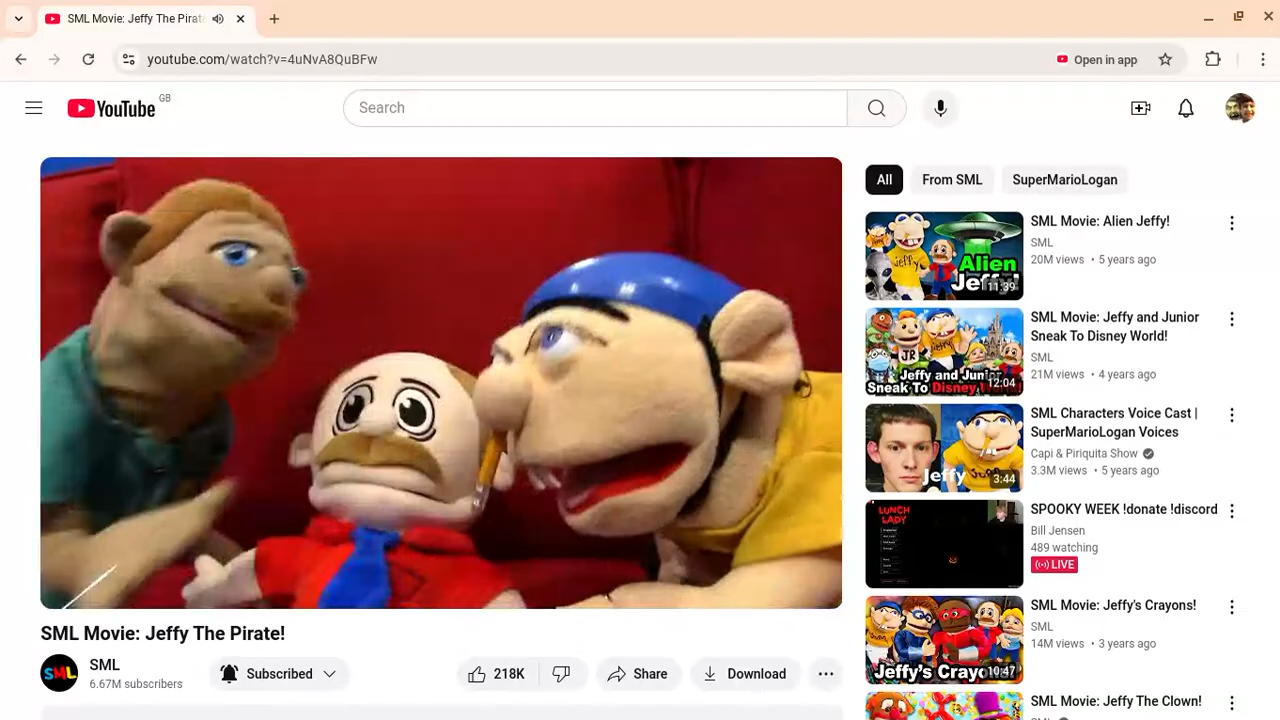 SML Movie: Jeffy The Pirat
youtube.com/watch?v=4uNvA8QuBFw
Open in app
YouTube
GB
Search
All
From SML
SuperMarioLogan
jeffy
Alien
Jeffy!
11:39
SML Movie: Alien Jeffy!
SML
20M views • 5 years ago
JR
Jeffy and Junior
Sneak To Disney
12:04
SML Movie: Jeffy and Junior
Sneak To Disney World!
SML
21M views • 4 years ago
Jeffy
3:44
SML Characters Voice Cast |
SuperMarioLogan Voices
Capi & Piriquita Show
3.3M views • 5 years ago
LUNCH
LADY
SPOOKY WEEK !donate !discord
Bill Jensen
489 watching
LIVE
Jeffy's Crayo
10:47
SML Movie: Jeffy's Crayons!
SML
14M views • 3 years ago
SML Movie: Jeffy The Clown!
SML Movie: Jeffy The Pirate!
SML
SML
6.67M subscribers
Subscribed
218K
Share
Download